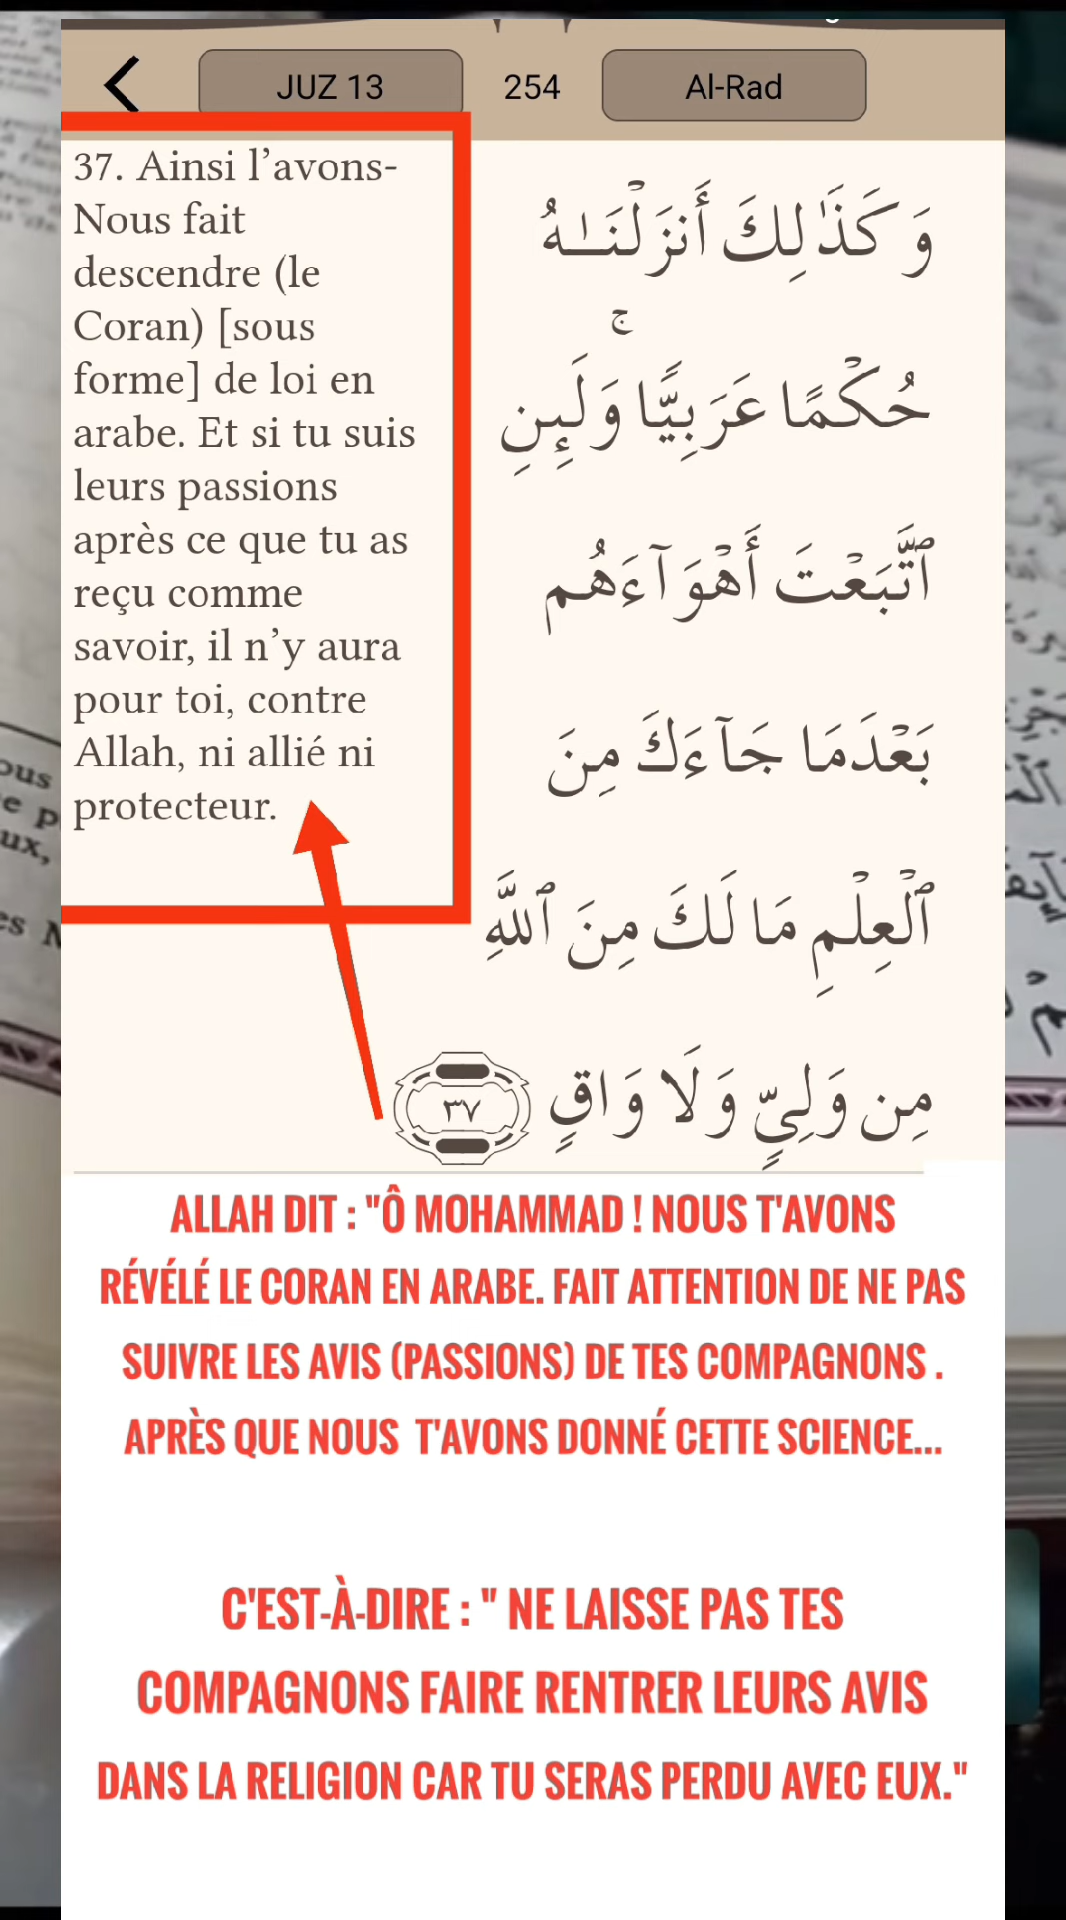 JUZ 13
254
Al-Rad
37. Ainsi l’avons-
Nous fait
descendre (le
Coran) [sous
forme] de loi en
arabe. Et si tu suis
leurs passions
après ce que tu as
reçu comme
savoir, il n’y aura
pour toi, contre
Allah, ni allié ni
protecteur.
وَكَذَٰلِكَ أَنزَلْنَـٰهُ
حُكْمًا عَرَبِيًّا ۚ وَلَئِنِ
ٱتَّبَعْتَ أَهْوَآءَهُم
بَعْدَمَا جَآءَكَ مِنَ
ٱلْعِلْمِ مَا لَكَ مِنَ ٱللَّهِ
مِن وَلِىٍّ وَلَا وَاقٍ ٣٧
ALLAH DIT : "Ô MOHAMMAD ! NOUS T'AVONS
RÉVÉLÉ LE CORAN EN ARABE. FAIT ATTENTION DE NE PAS
SUIVRE LES AVIS (PASSIONS) DE TES COMPAGNONS .
APRÈS QUE NOUS T'AVONS DONNÉ CETTE SCIENCE...
C'EST-À-DIRE : " NE LAISSE PAS TES
COMPAGNONS FAIRE RENTRER LEURS AVIS
DANS LA RELIGION CAR TU SERAS PERDU AVEC EUX."